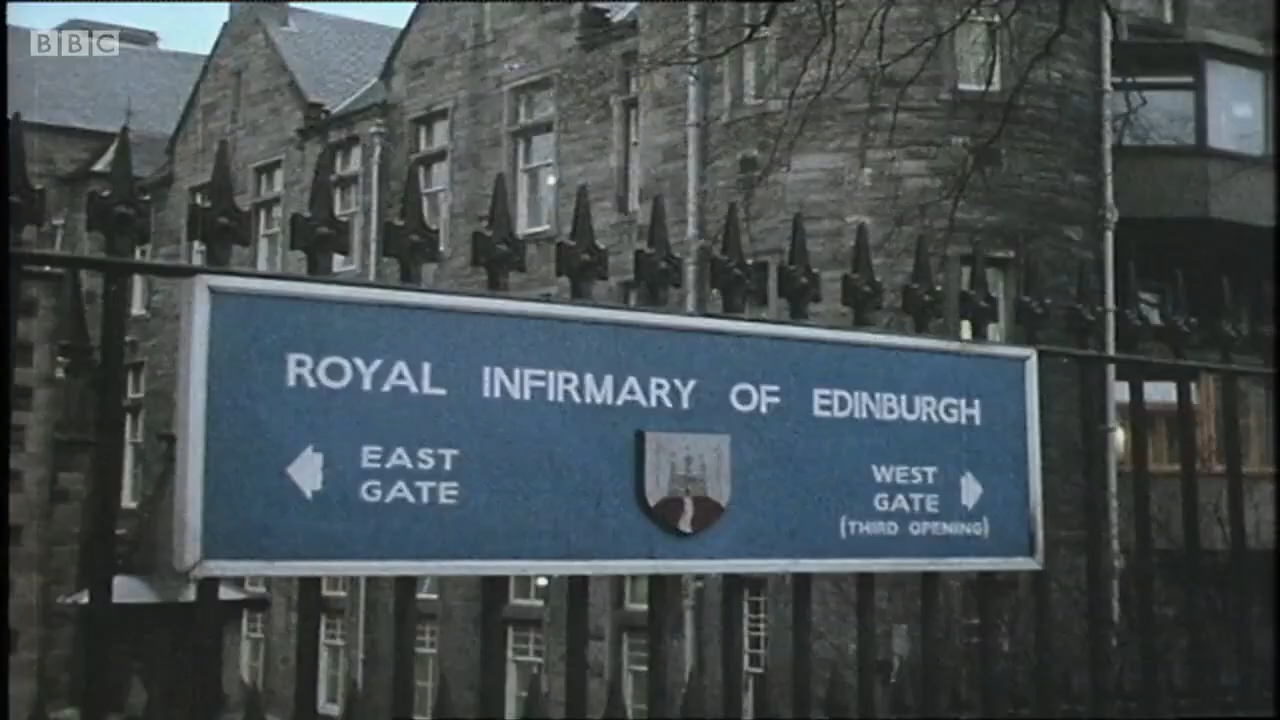 BBC
ROYAL INFIRMARY OF EDINBURGH
EAST
GATE
WEST
GATE
(THIRD OPENING)